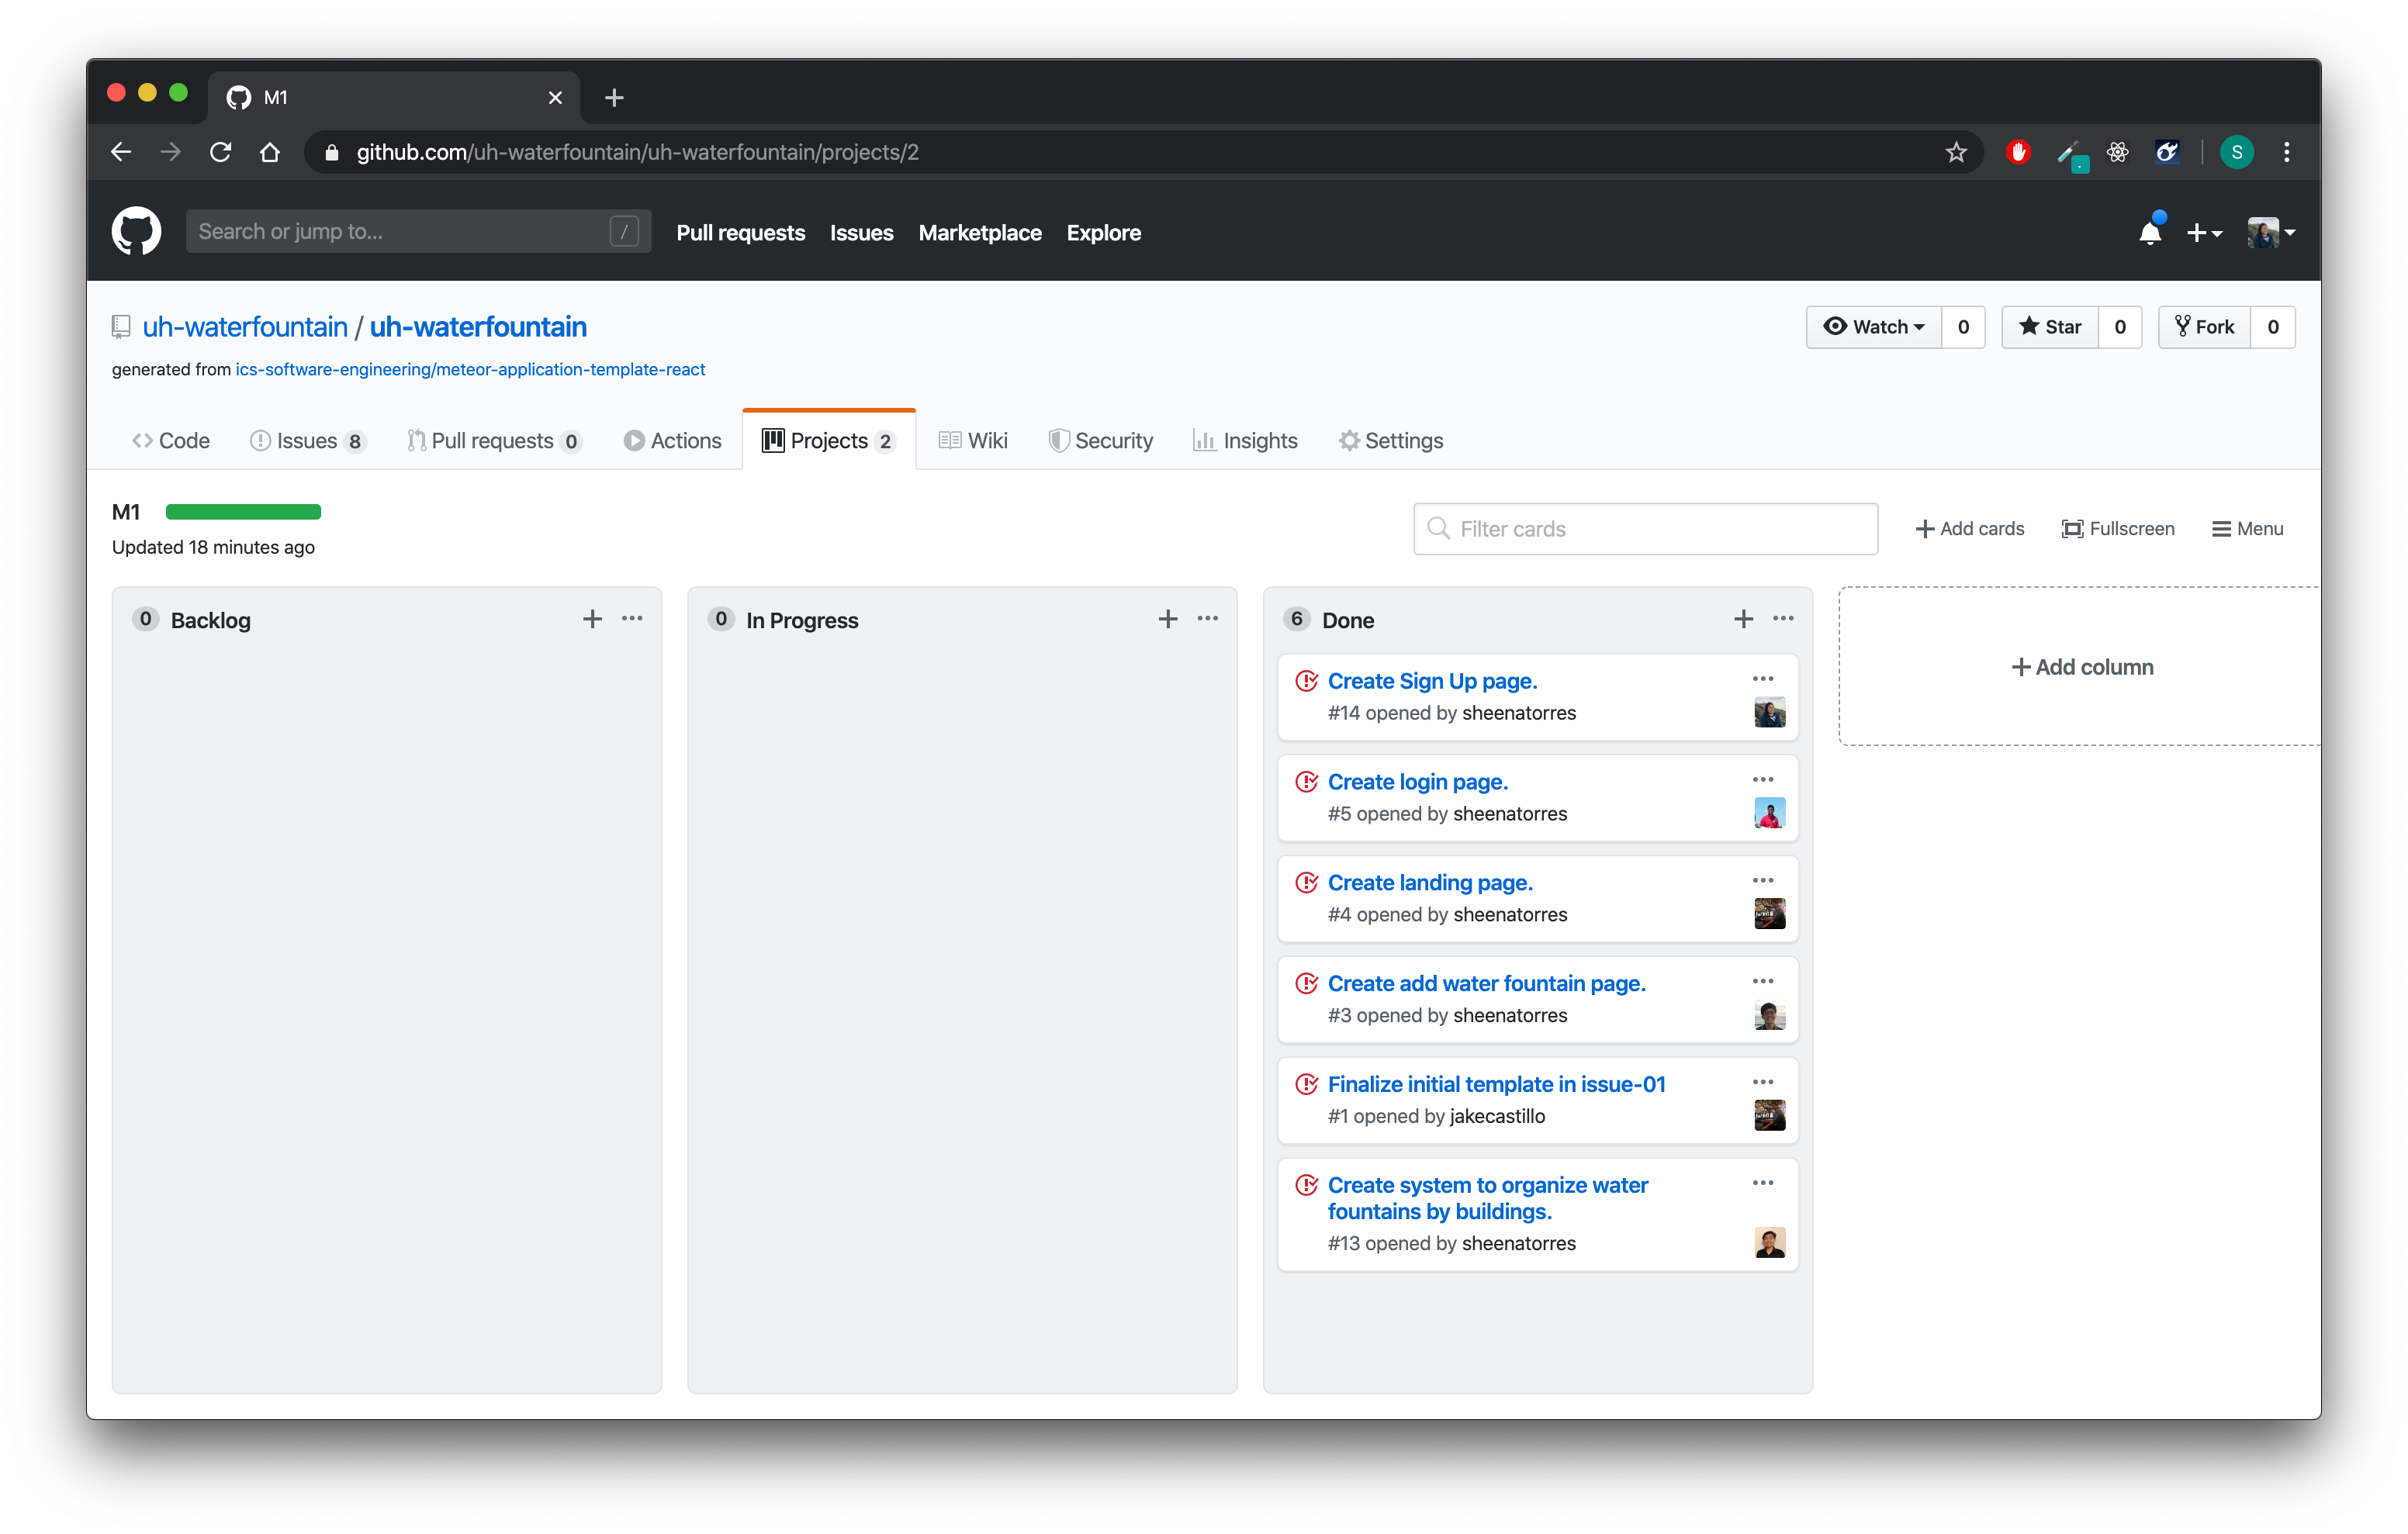 M1
github.com/uh-waterfountain/uh-waterfountain/projects/2
S
Search or jump to...
/
Pull requests
Issues
Marketplace
Explore
uh-waterfountain / uh-waterfountain
Watch 0
Star 0
Fork 0
generated from ics-software-engineering/meteor-application-template-react
Code
Issues 8
Pull requests 0
Actions
Projects 2
Wiki
Security
Insights
Settings
M1
Updated 18 minutes ago
Filter cards
Add cards
Fullscreen
Menu
0 Backlog
0 In Progress
6 Done
Create Sign Up page.
#14 opened by sheenatorres
Create login page.
#5 opened by sheenatorres
Create landing page.
#4 opened by sheenatorres
Create add water fountain page.
#3 opened by sheenatorres
Finalize initial template in issue-01
#1 opened by jakecastillo
Create system to organize water
fountains by buildings.
#13 opened by sheenatorres
Add column